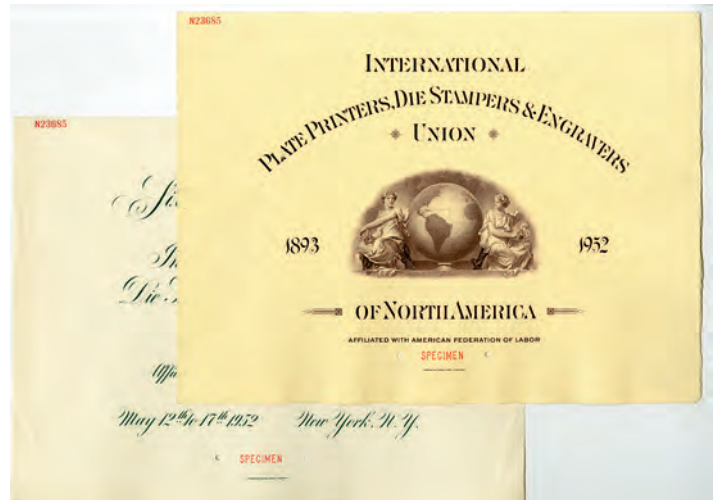 N23685
INTERNATIONAL
PLATE PRINTERS, DIE STAMPERS & ENGRAVERS
UNION
1893
1952
OF NORTH AMERICA
AFFILIATED WITH AMERICAN FEDERATION OF LABOR
SPECIMEN
N23685
May 12th to 17th 1952
New York, N.Y.
SPECIMEN